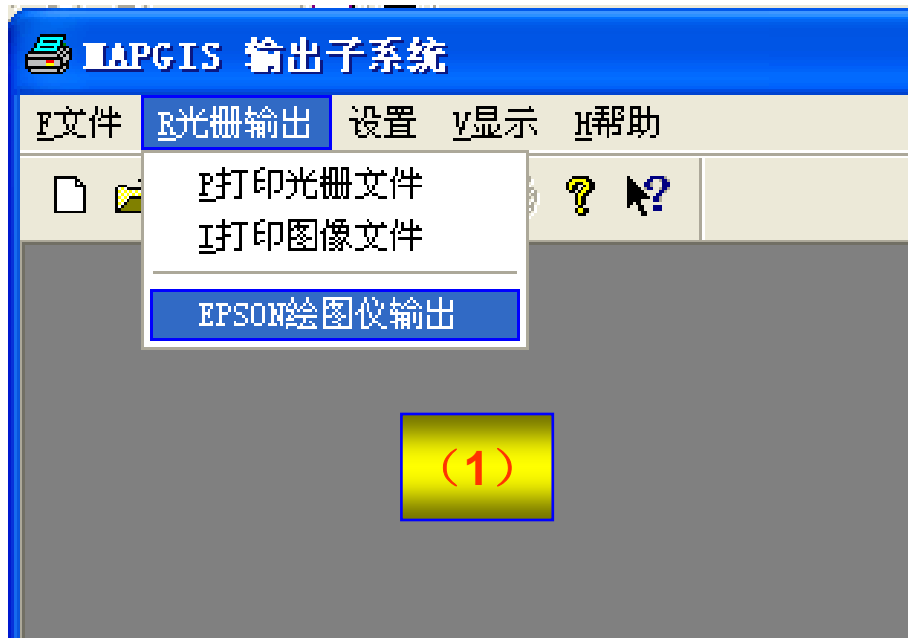 MAPGIS 输出子系统
F文件 R光栅输出 设置 V显示 H帮助
P打印光栅文件
I打印图像文件
EPSON绘图仪输出
（1）